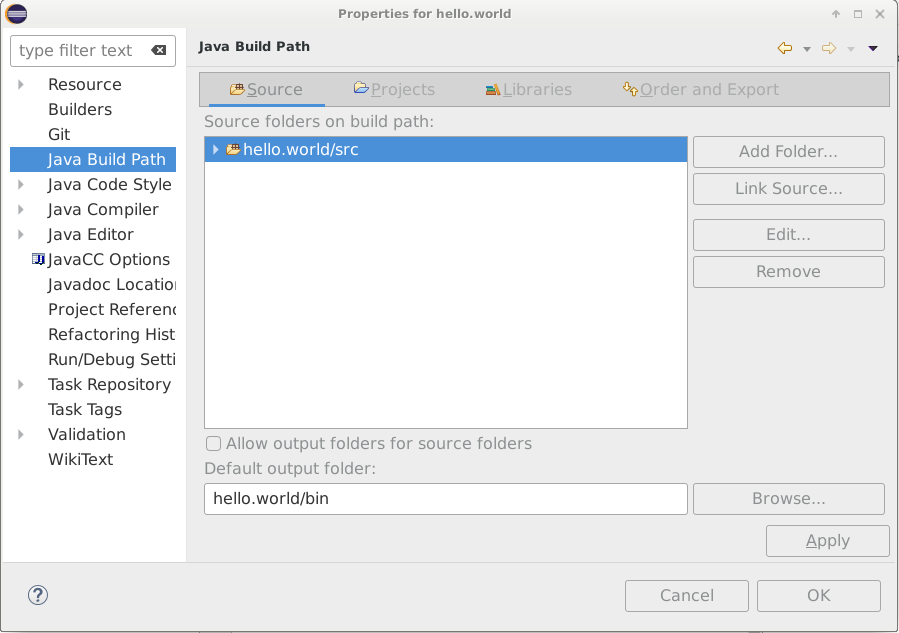 Properties for hello.world
type filter text
Java Build Path
Resource
Builders
Git
Java Build Path
Java Code Style
Java Compiler
Java Editor
JavaCC Options
Javadoc Location
Project Referenc
Refactoring Hist
Run/Debug Setti
Task Repository
Task Tags
Validation
WikiText
Source
Projects
Libraries
Order and Export
Source folders on build path:
hello.world/src
Add Folder...
Link Source...
Edit...
Remove
Allow output folders for source folders
Default output folder:
hello.world/bin
Browse...
Apply
?
Cancel
OK